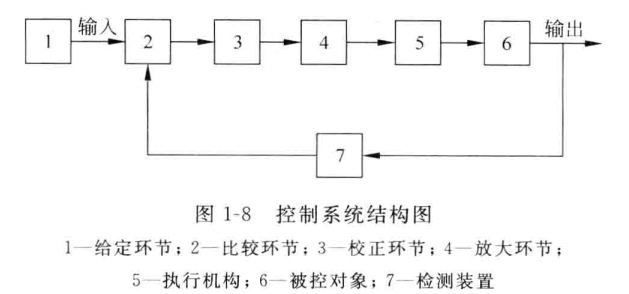 输入
输出
1
2
3
4
5
6
7
图 1-8 控制系统结构图
1—给定环节；2—比较环节；3—校正环节；4—放大环节；
5—执行机构；6—被控对象；7—检测装置